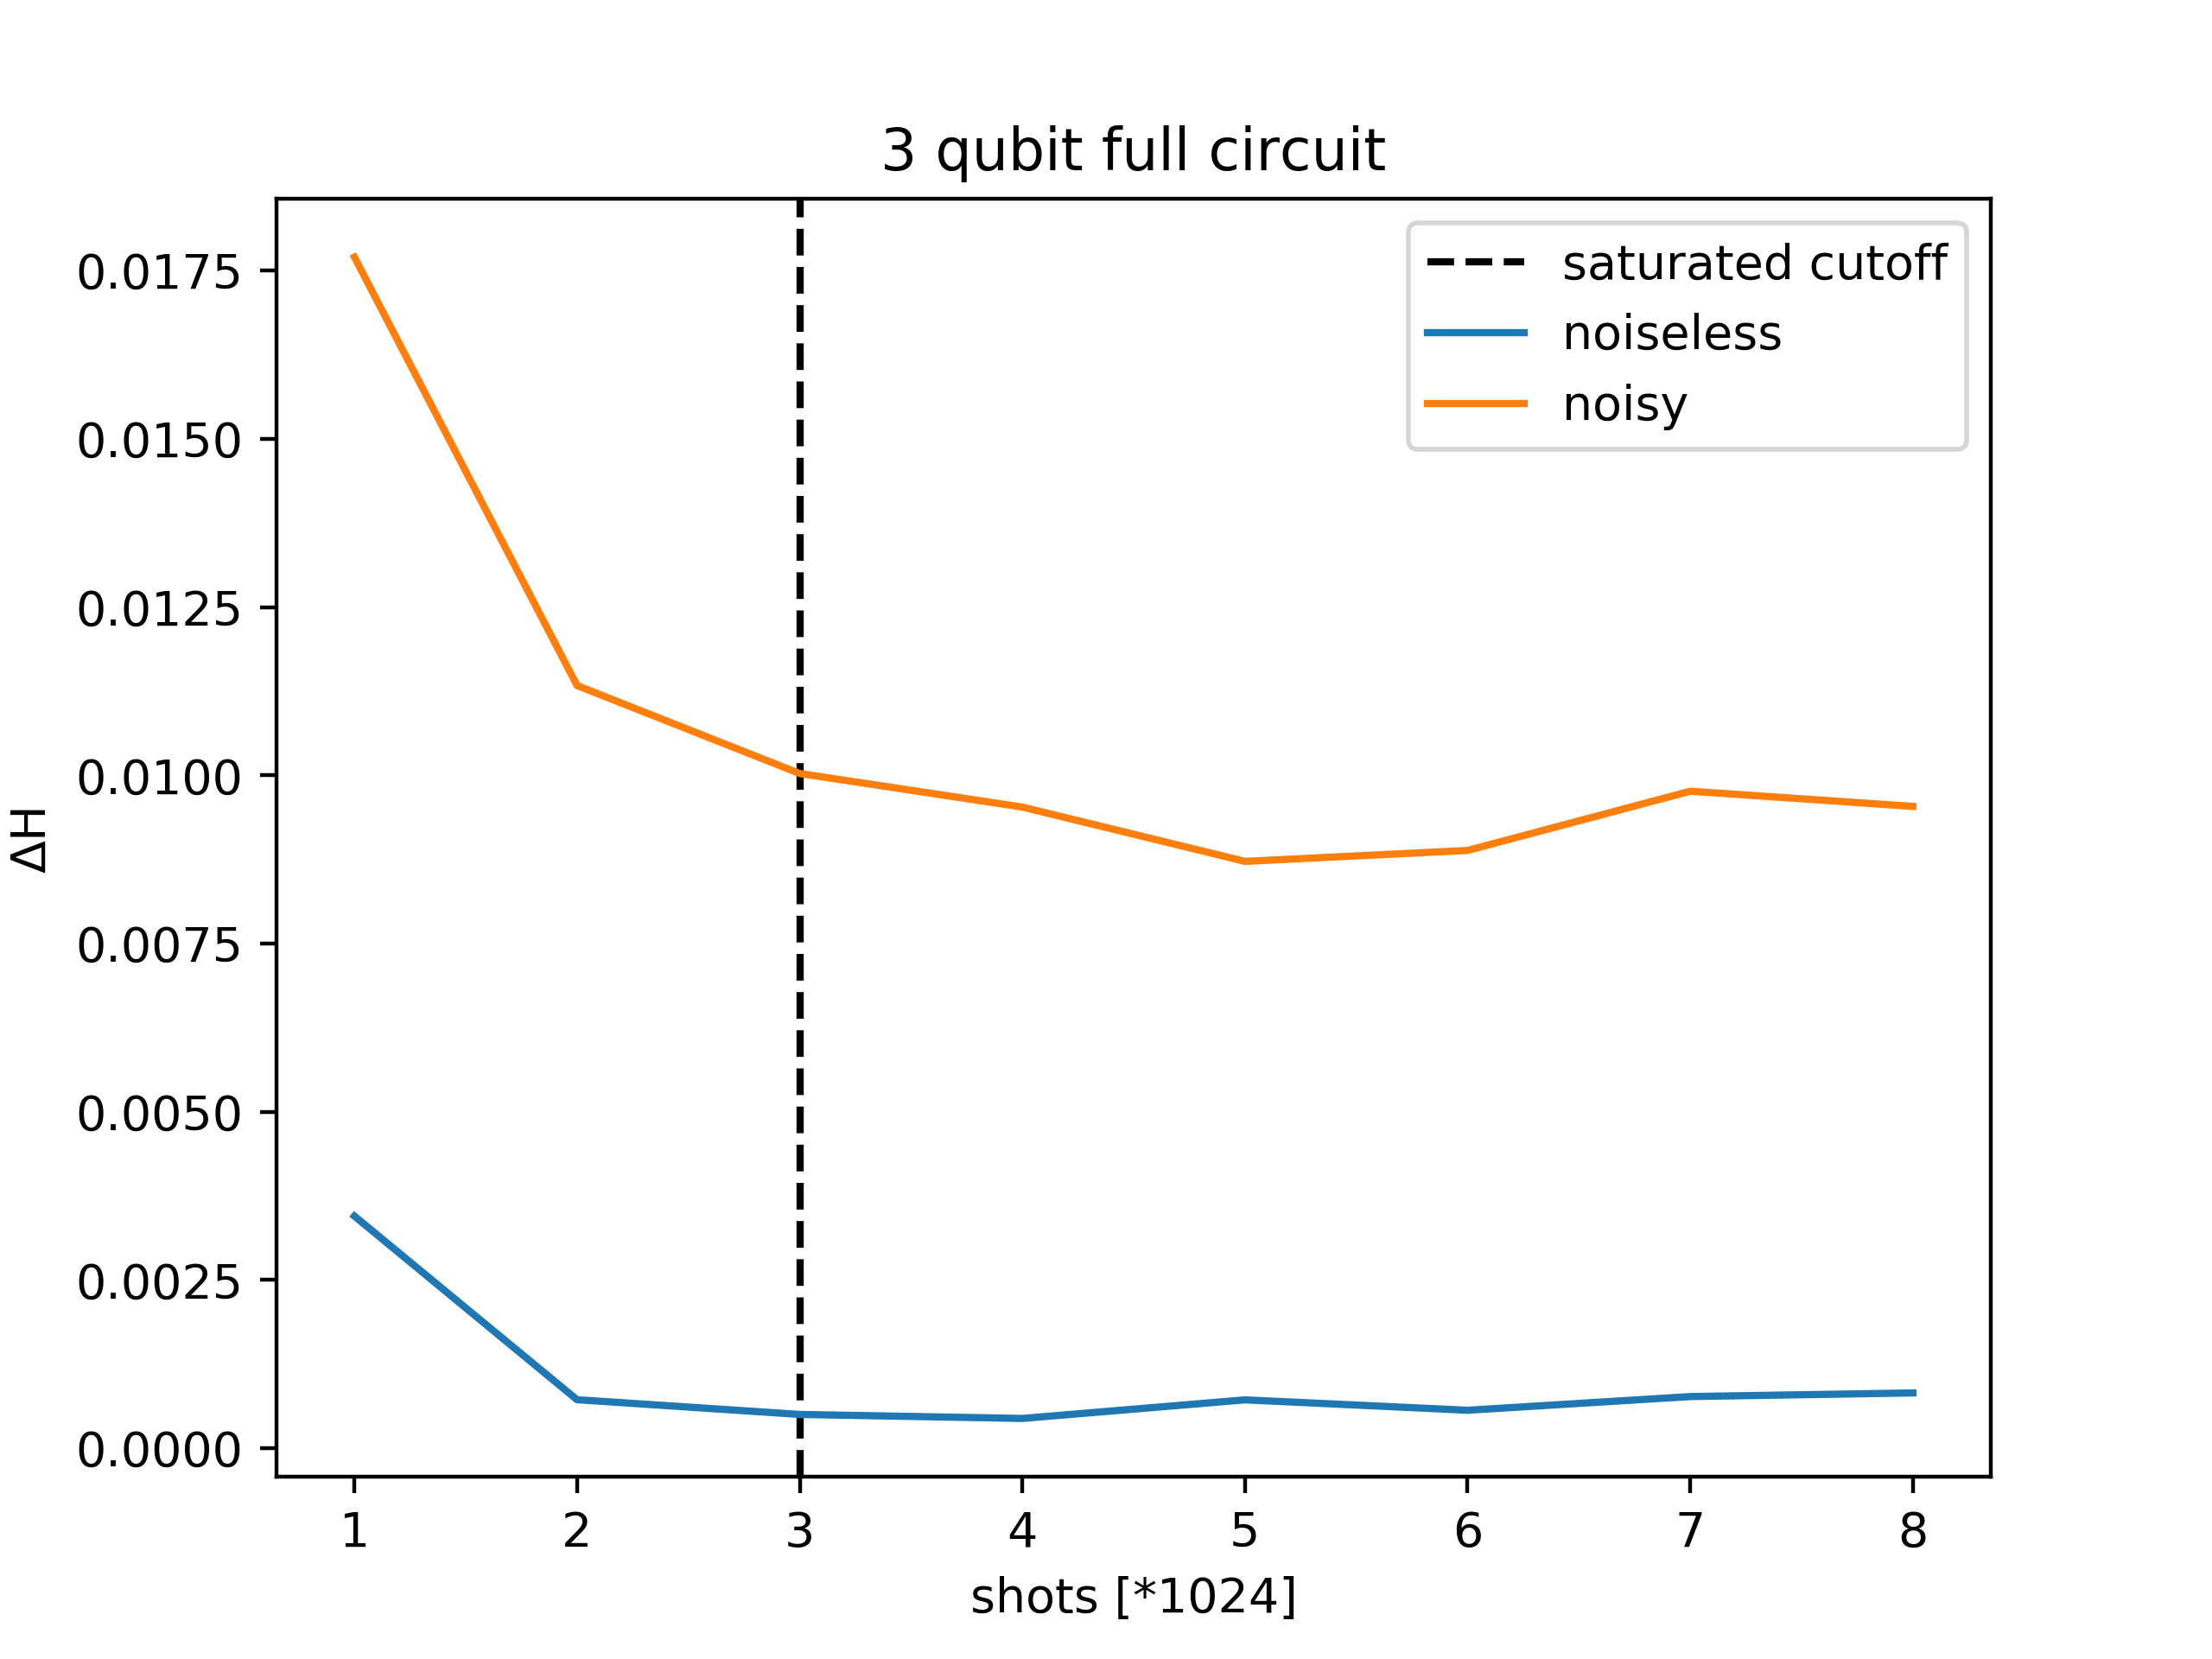 3 qubit full circuit
saturated cutoff
noiseless
noisy
0.0175
0.0150
0.0125
0.0100
0.0075
0.0050
0.0025
0.0000
ΔH
1 2 3 4 5 6 7 8
shots [*1024]